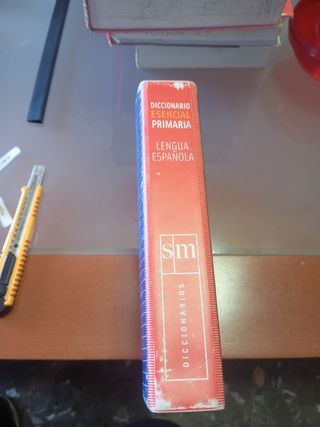 DICCIONARIO
ESENCIAL
PRIMARIA
LENGUA
ESPAÑOLA
sm
DICCIONARIOS